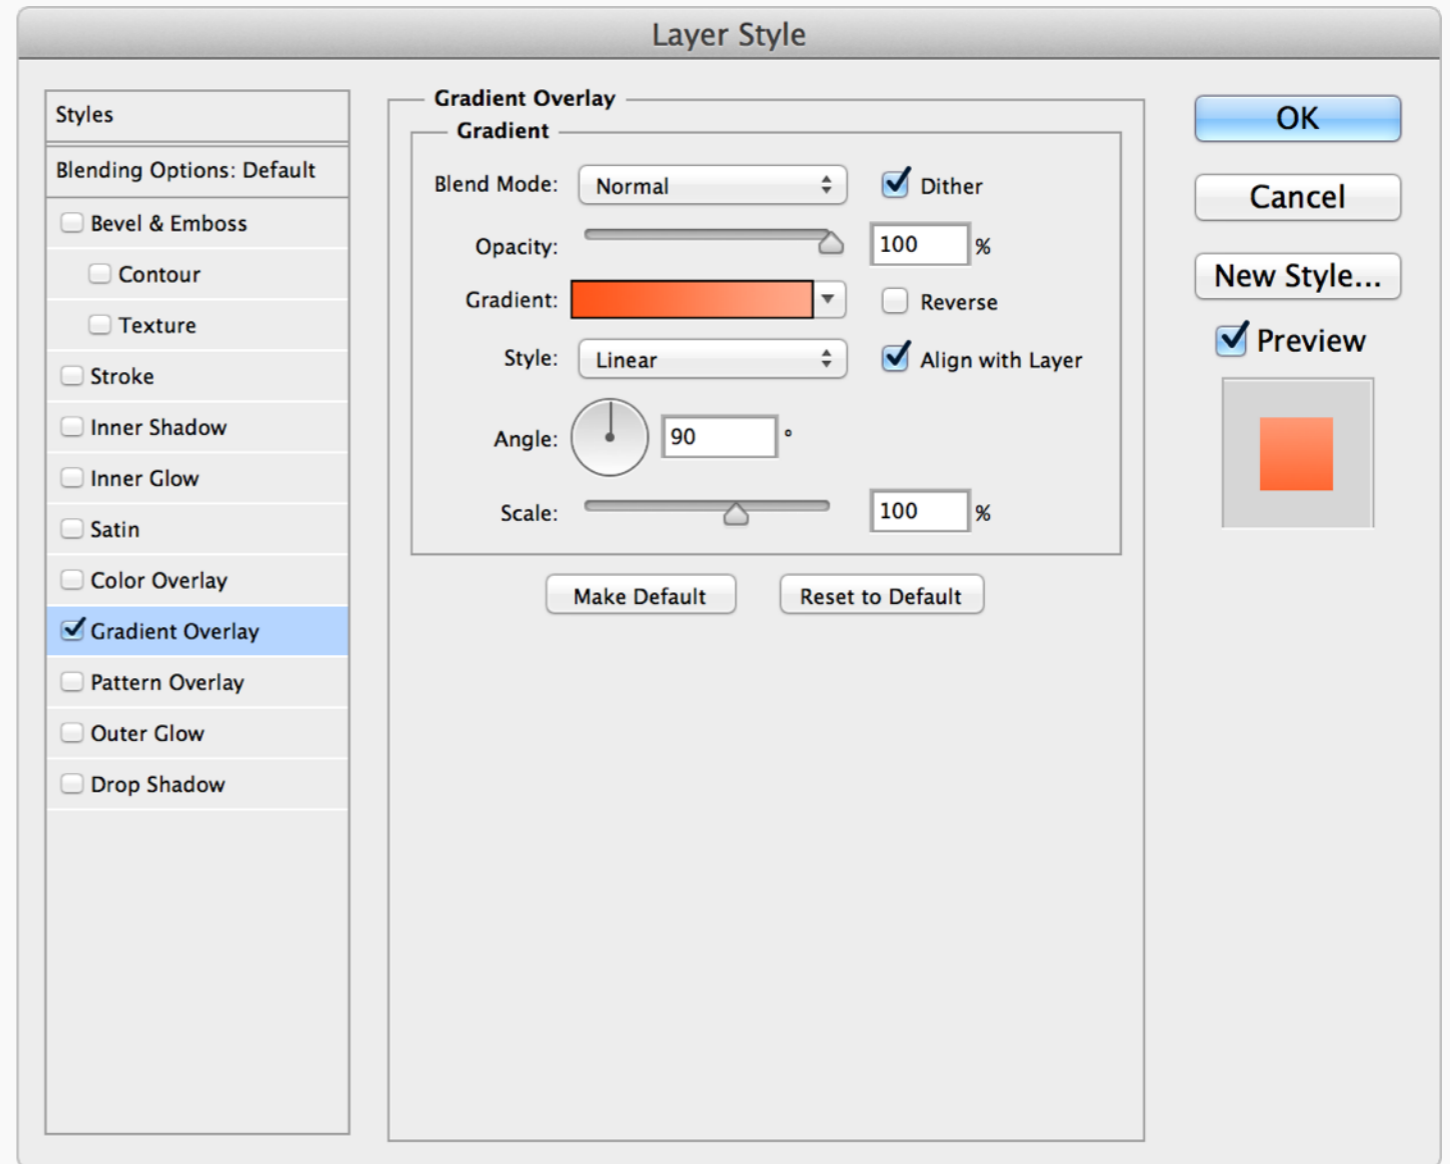 Layer Style
Styles
Blending Options: Default
Bevel & Emboss
Contour
Texture
Stroke
Inner Shadow
Inner Glow
Satin
Color Overlay
Gradient Overlay
Pattern Overlay
Outer Glow
Drop Shadow
Gradient Overlay
Gradient
Blend Mode: Normal Dither
Opacity: 100 %
Gradient: Reverse
Style: Linear Align with Layer
Angle: 90 °
Scale: 100 %
Make Default Reset to Default
OK
Cancel
New Style...
Preview